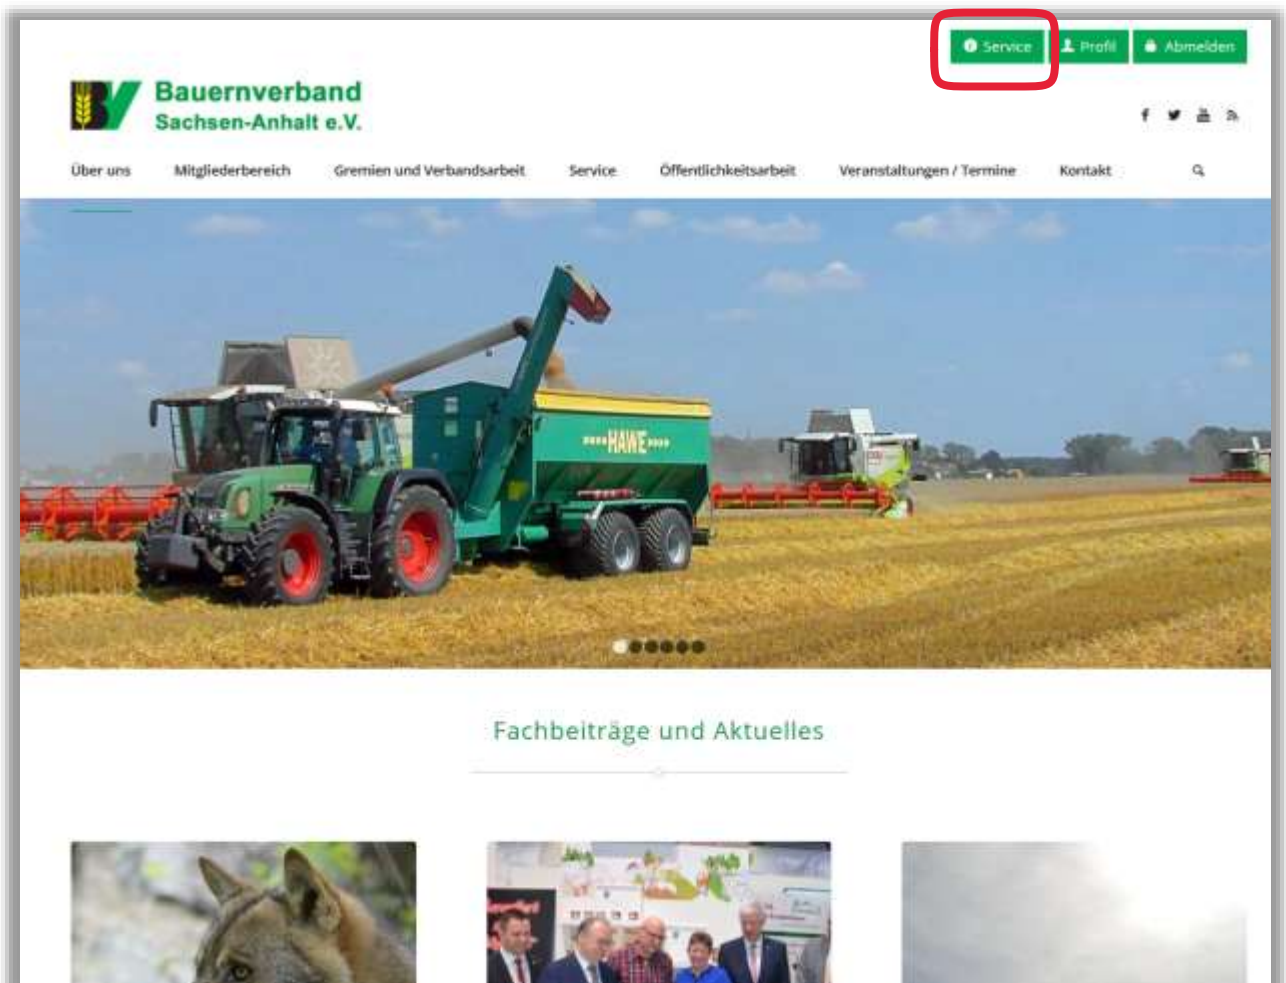 Service
Profil
Abmelden
BV
Bauernverband
Sachsen-Anhalt e.V.
Über uns
Mitgliederbereich
Gremien und Verbandsarbeit
Service
Öffentlichkeitsarbeit
Veranstaltungen / Termine
Kontakt
HAWE
Fachbeiträge und Aktuelles